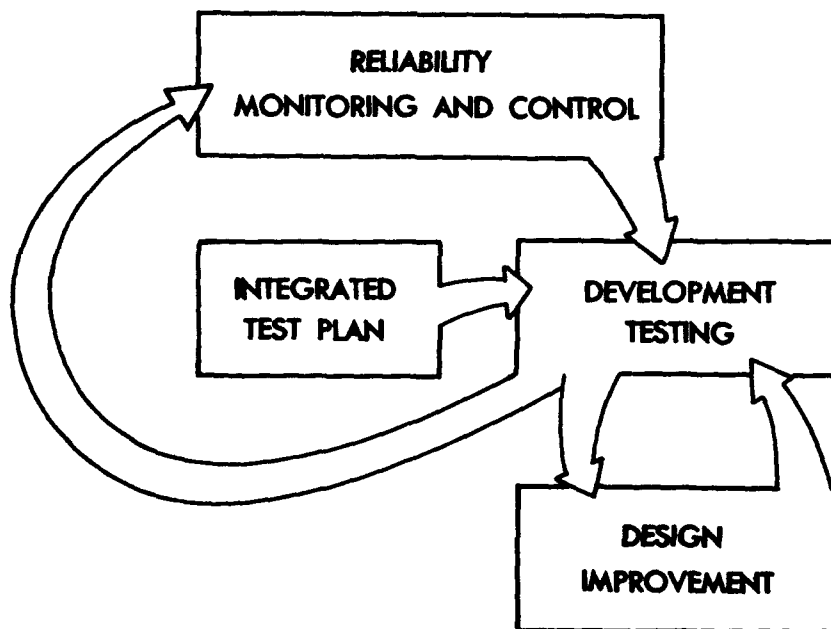 RELIABILITY
MONITORING AND CONTROL
INTEGRATED
TEST PLAN
DEVELOPMENT
TESTING
DESIGN
IMPROVEMENT